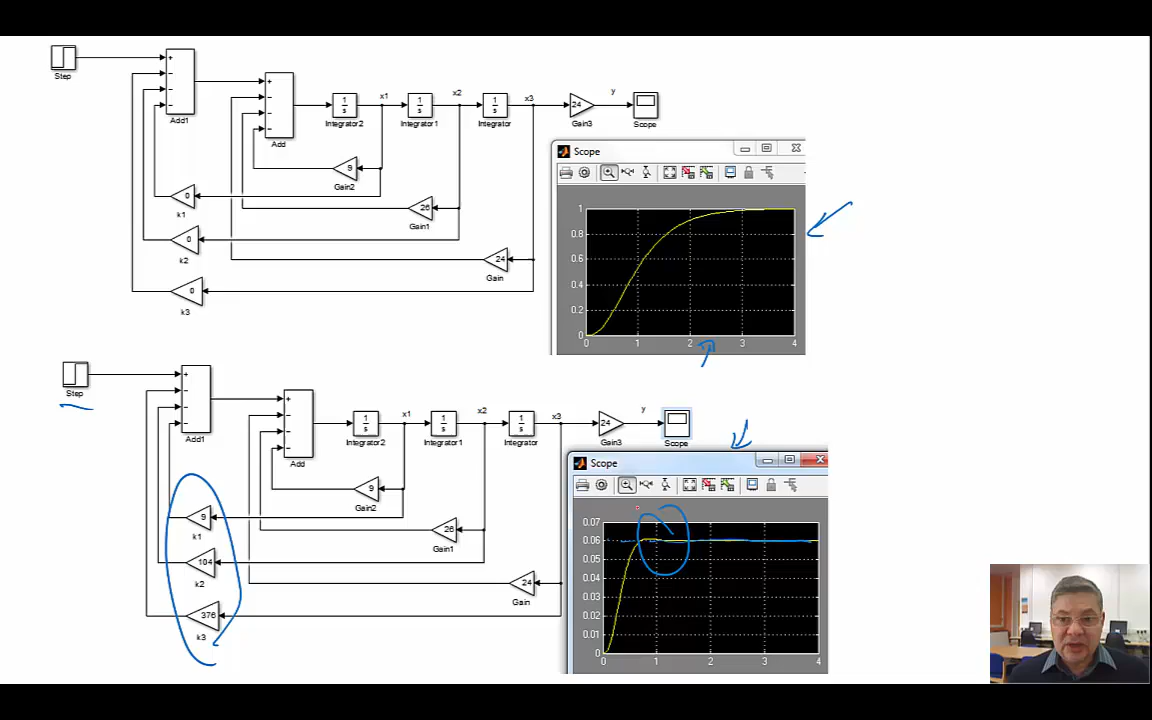 Step
Add1
Add
1
s
Integrator2
x1
1
s
Integrator1
x2
1
s
Integrator
x3
24
Gain3
y
Scope
9
Gain2
0
k1
26
Gain1
0
k2
24
Gain
0
k3
Scope
1
0.8
0.6
0.4
0.2
0
0 1 2 3 4
Step
Add1
Add
1
s
Integrator2
x1
1
s
Integrator1
x2
1
s
Integrator
x3
24
Gain3
y
Scope
9
Gain2
9
k1
26
Gain1
104
k2
24
Gain
376
k3
Scope
0.07
0.06
0.05
0.04
0.03
0.02
0.01
0
0 1 2 3 4